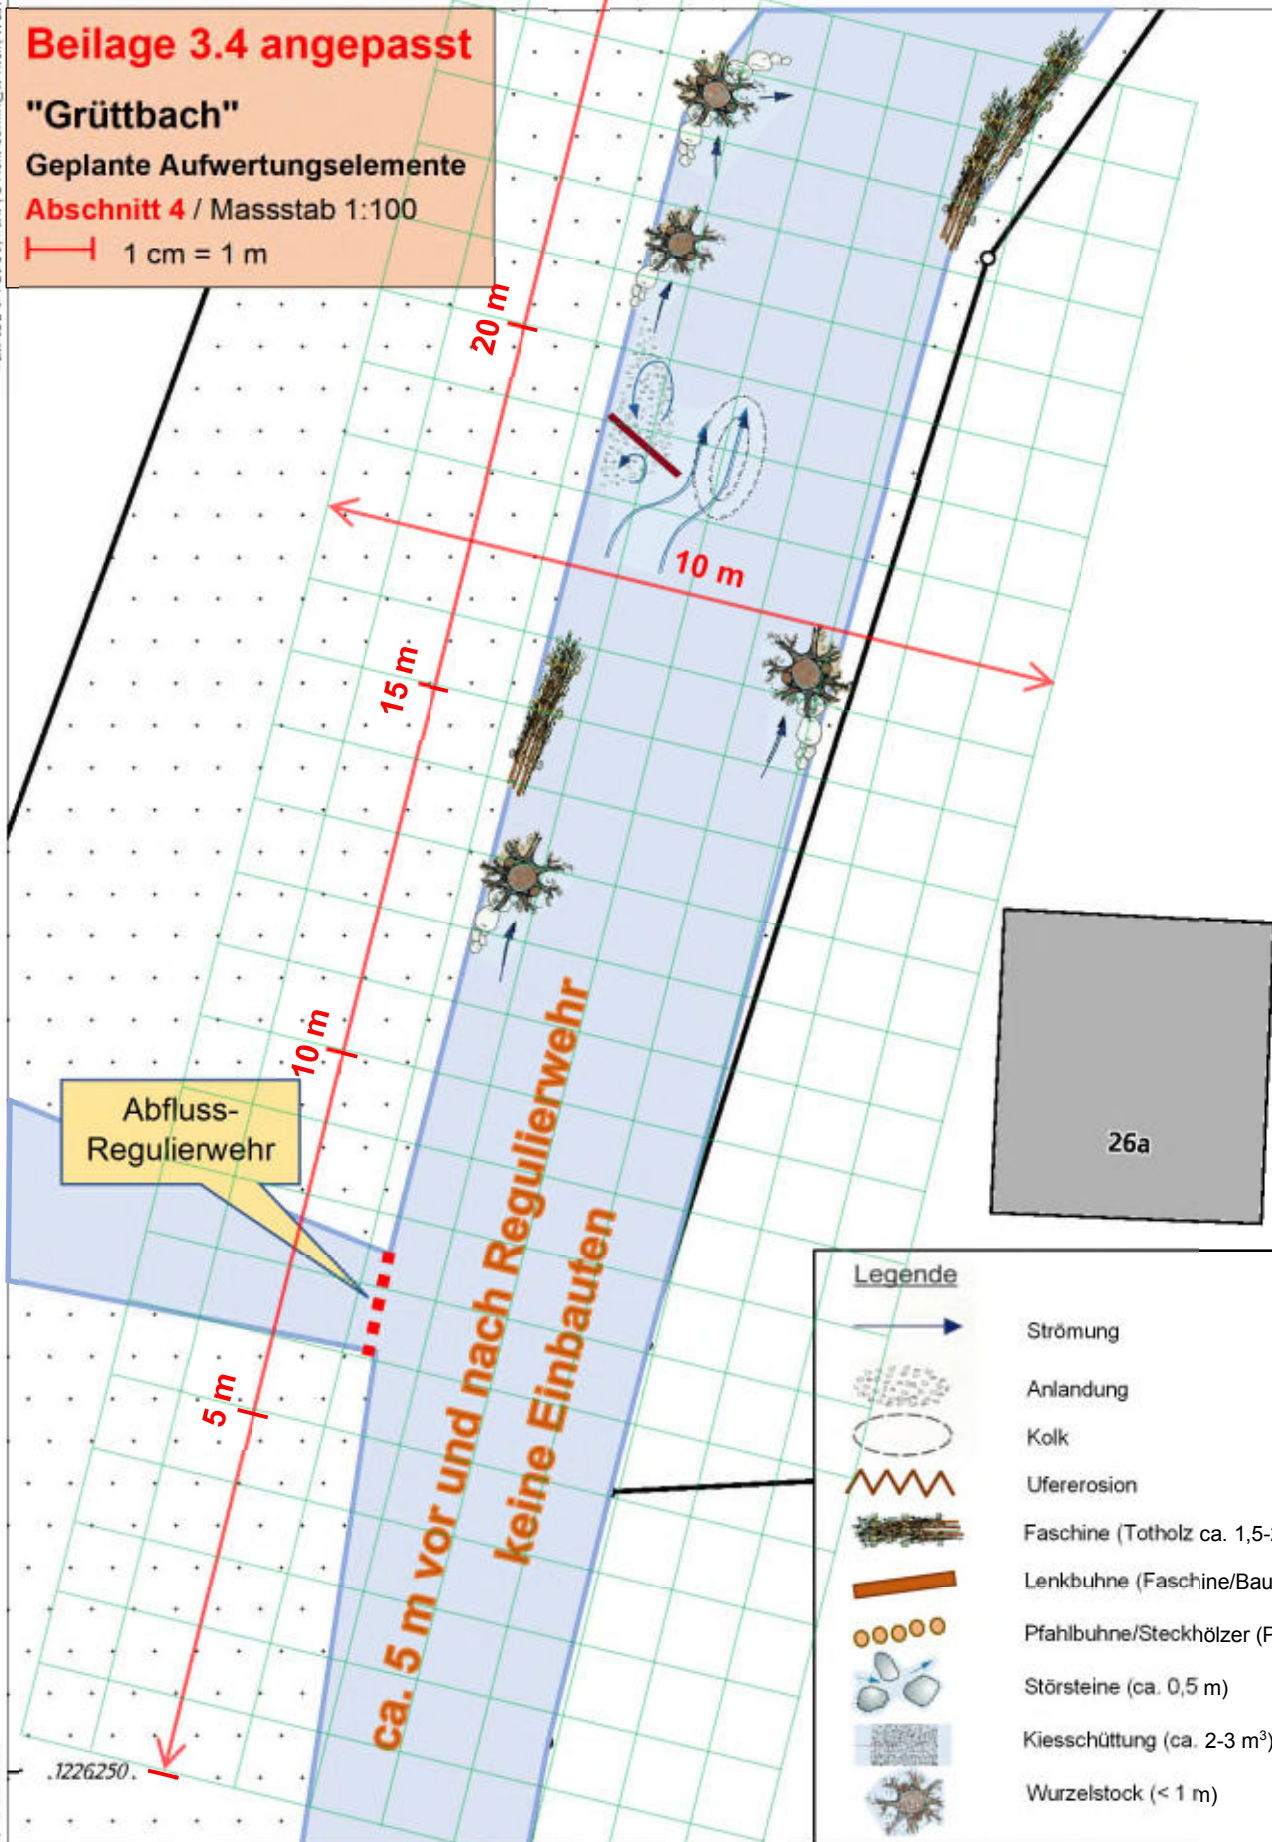 Beilage 3.4 angepasst
"Grüttbach"
Geplante Aufwertungselemente
Abschnitt 4 / Massstab 1:100
1 cm = 1 m
20 m
10 m
15 m
10 m
Abfluss-
Regulierwehr
26a
5 m
ca. 5 m vor und nach Regulierwehr
keine Einbauten
1226250
Legende
Strömung
Anlandung
Kolk
Ufererosion
Faschine (Totholz ca. 1,5-
Lenkbuhne (Faschine/Bau
Pfahlbuhne/Steckhölzer (P
Störsteine (ca. 0,5 m)
Kiesschüttung (ca. 2-3 m³)
Wurzelstock (< 1 m)